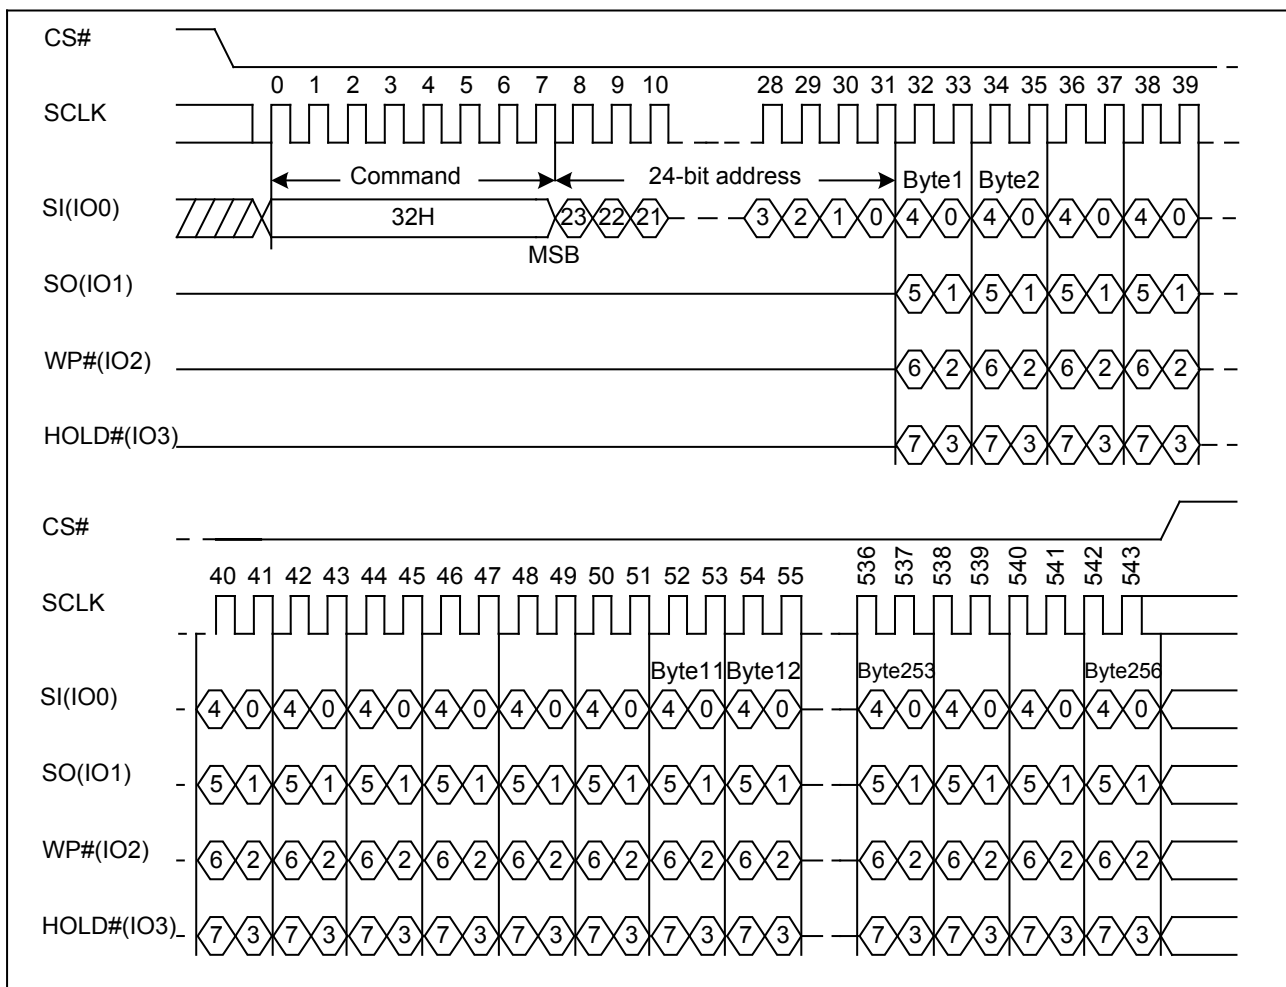 CS#
0 1 2 3 4 5 6 7 8 9 10 28 29 30 31 32 33 34 35 36 37 38 39
SCLK
Command 24-bit address Byte1 Byte2
SI(IO0) 32H 23 22 21 3 2 1 0 4 0 4 0 4 0 4 0
MSB
SO(IO1) 5 1 5 1 5 1 5 1
WP#(IO2) 6 2 6 2 6 2 6 2
HOLD#(IO3) 7 3 7 3 7 3 7 3
CS#
40 41 42 43 44 45 46 47 48 49 50 51 52 53 54 55 536 537 538 539 540 541 542 543
SCLK
Byte11 Byte12 Byte253 Byte256
SI(IO0) 4 0 4 0 4 0 4 0 4 0 4 0 4 0 4 0 4 0 4 0 4 0 4 0
SO(IO1) 5 1 5 1 5 1 5 1 5 1 5 1 5 1 5 1 5 1 5 1 5 1 5 1
WP#(IO2) 6 2 6 2 6 2 6 2 6 2 6 2 6 2 6 2 6 2 6 2 6 2 6 2
HOLD#(IO3) 7 3 7 3 7 3 7 3 7 3 7 3 7 3 7 3 7 3 7 3 7 3 7 3